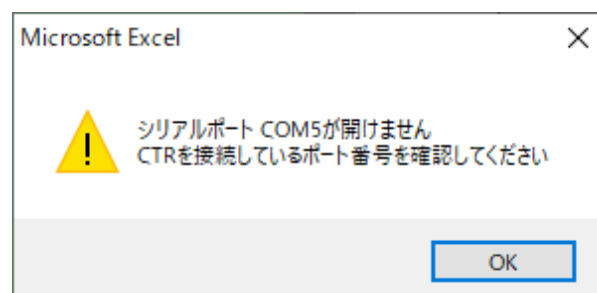 Microsoft Excel
シリアルポート COM5が開けません
CTRを接続しているポート番号を確認してください
OK